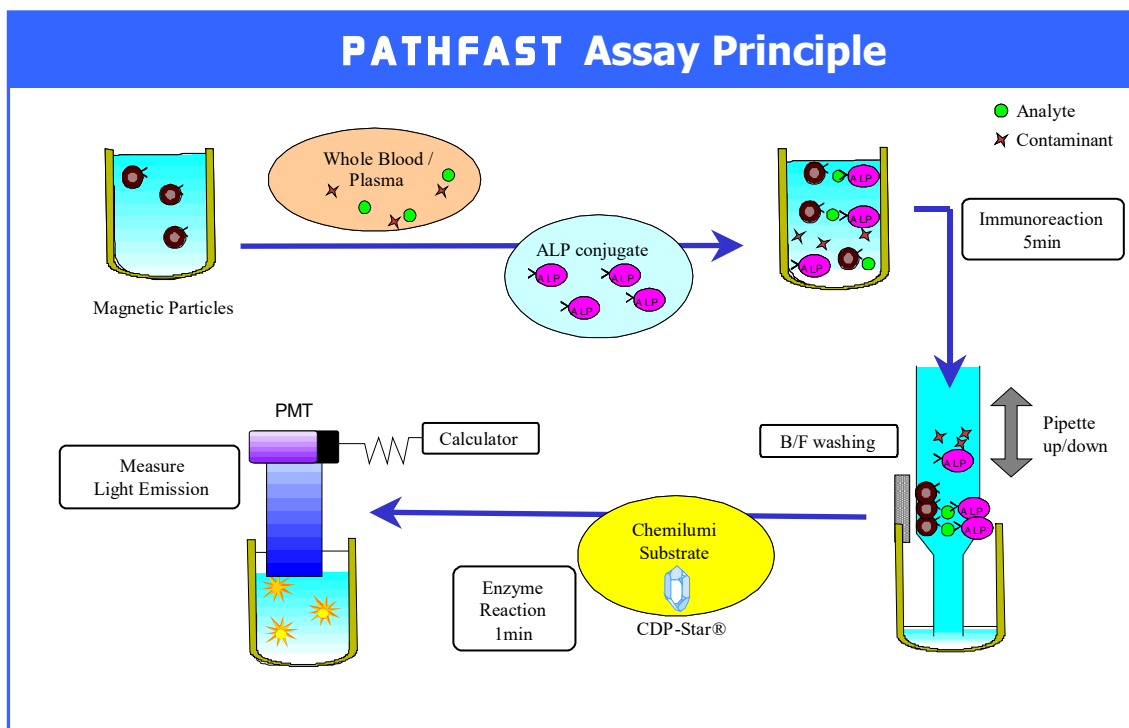 PATHFAST Assay Principle
Analyte
Contaminant
Whole Blood /
Plasma
ALP
ALP
ALP
Immunoreaction
5min
ALP conjugate
ALP
ALP
ALP
ALP
Magnetic Particles
PMT
Calculator
B/F washing
Pipette
up/down
ALP
ALP
ALP
Measure
Light Emission
Chemilumi
Substrate
CDP-Star®
Enzyme
Reaction
1min